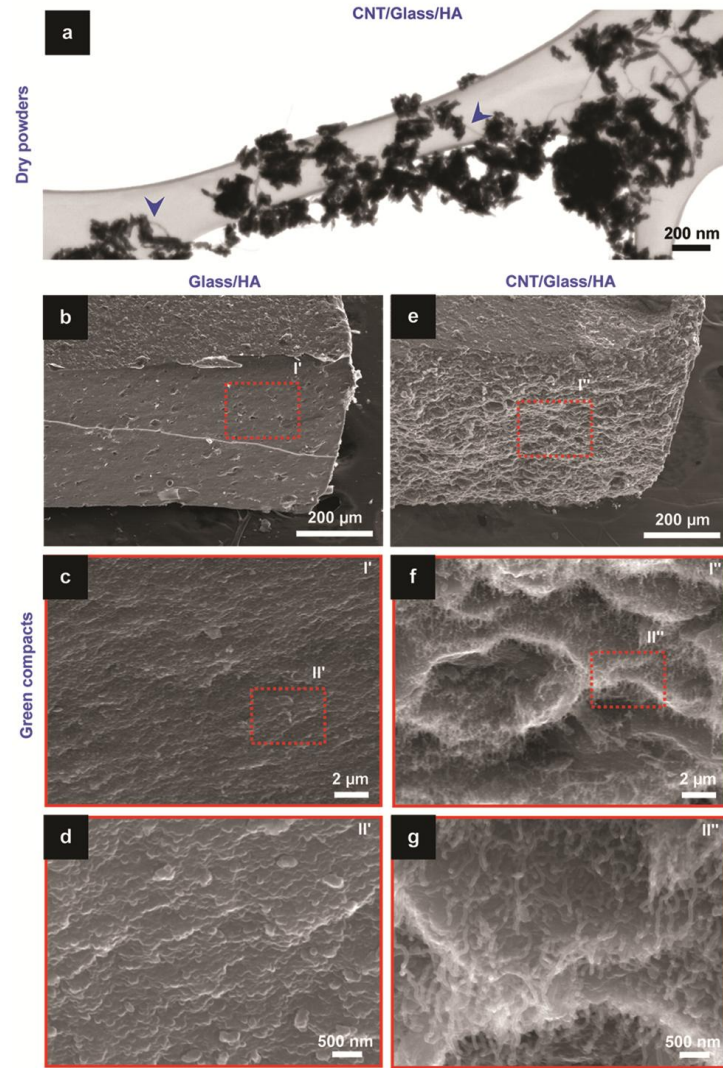 CNT/Glass/HA
a
Dry powders
200 nm
Glass/HA
CNT/Glass/HA
b
I'
200 μm
e
I''
200 μm
Green compacts
c
I'
II'
2 μm
f
I''
II''
2 μm
d
II'
500 nm
g
II''
500 nm